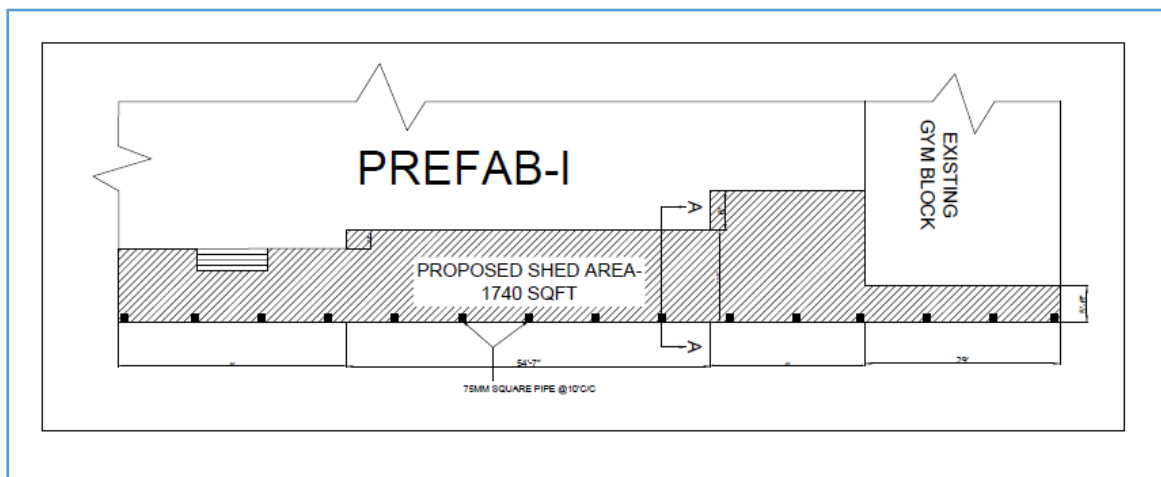 PREFAB-I
EXISTING
GYM BLOCK
A
PROPOSED SHED AREA-
1740 SQFT
A
54'-7"
29'
75MM SQUARE PIPE @10'C/C